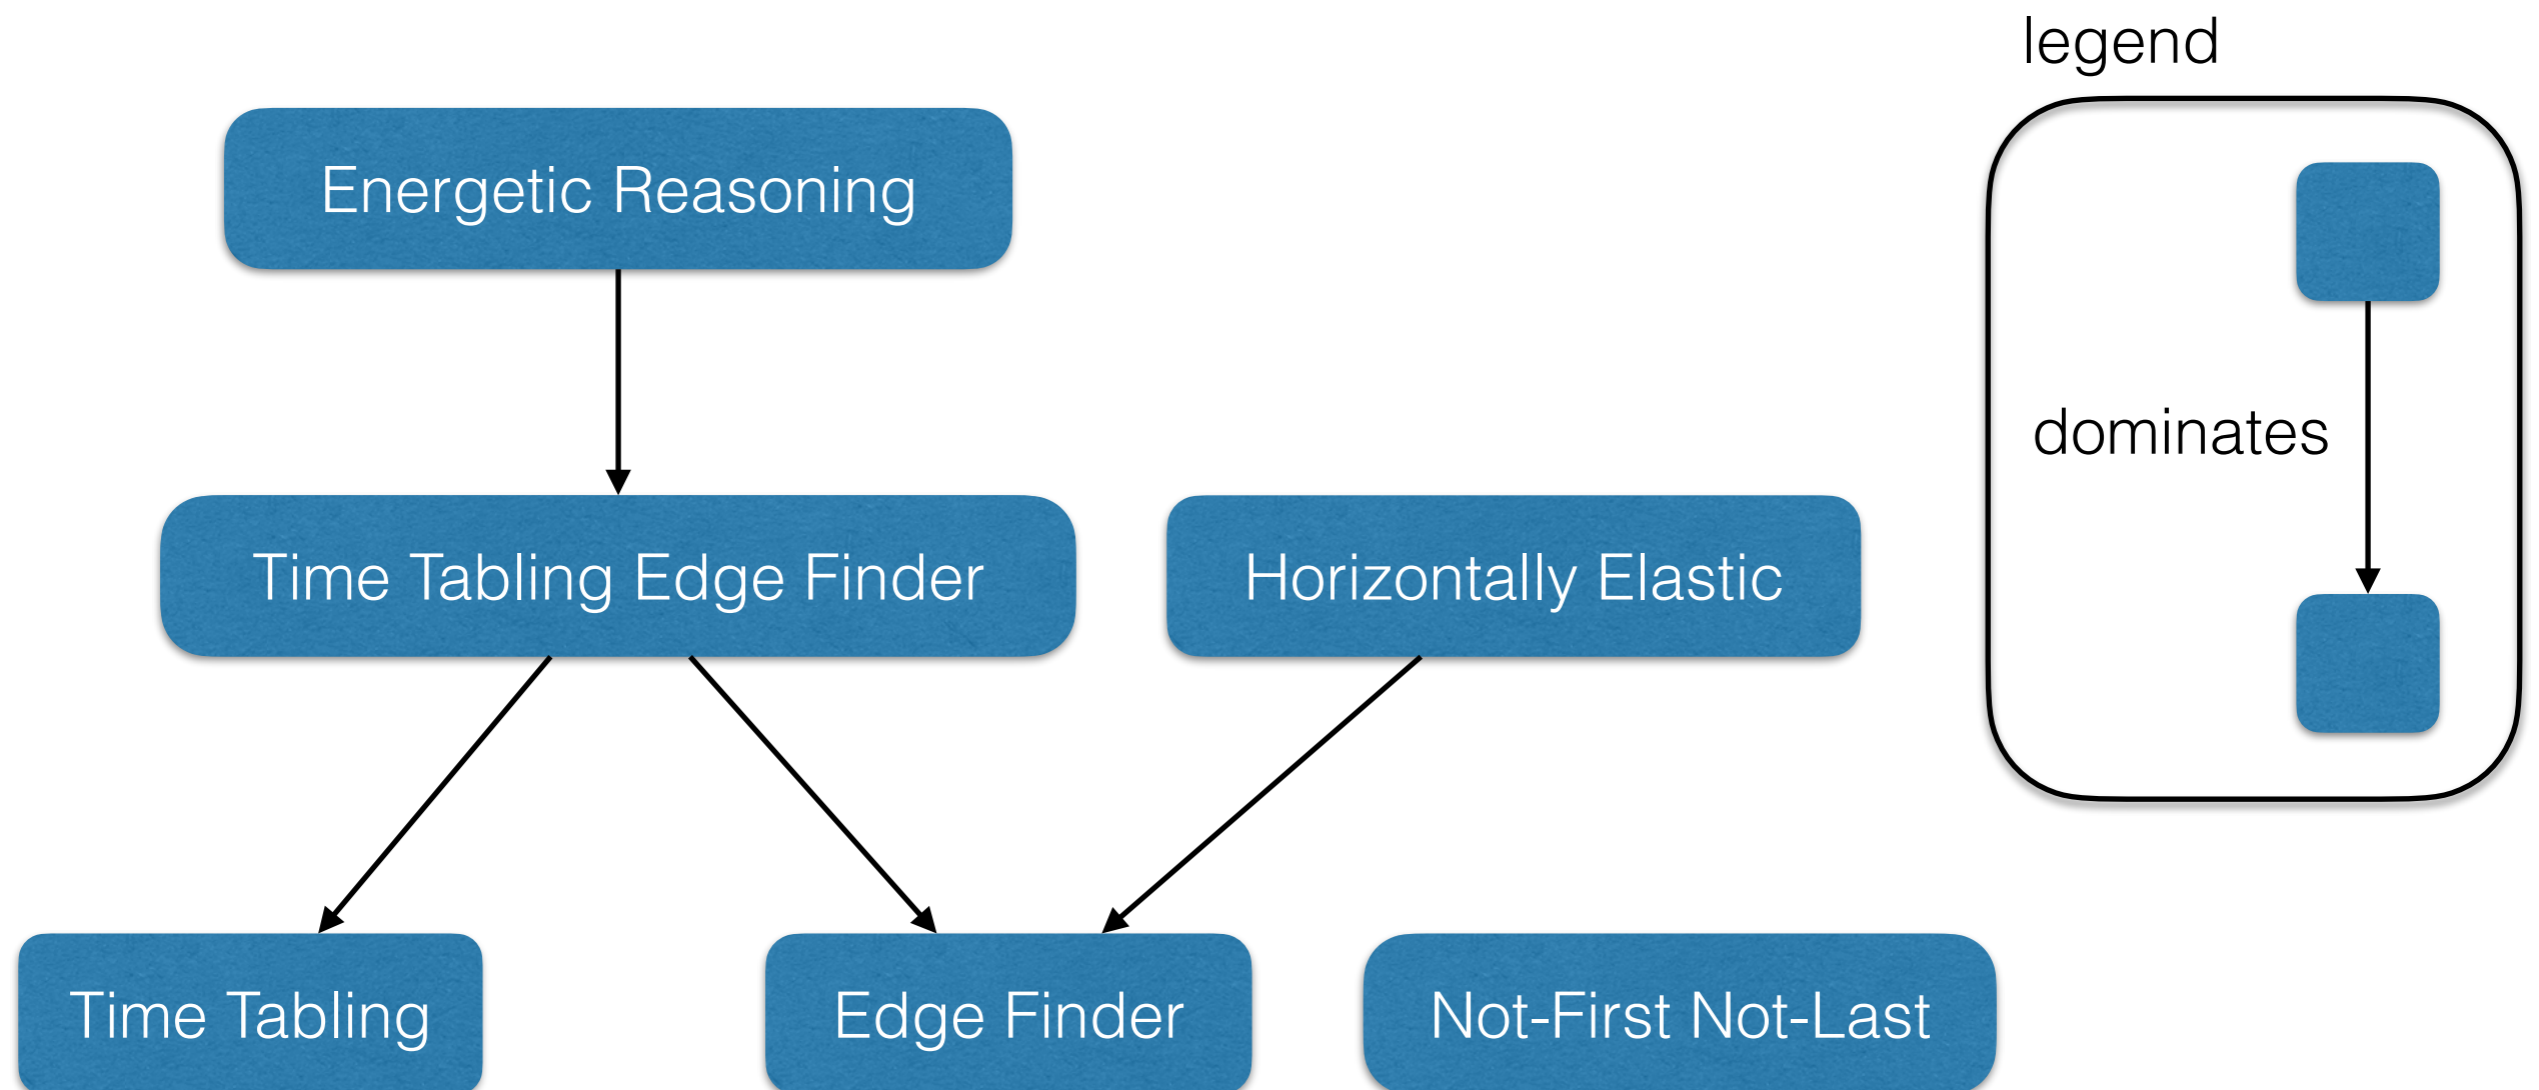 legend
Energetic Reasoning
dominates
Time Tabling Edge Finder
Horizontally Elastic
Time Tabling
Edge Finder
Not-First Not-Last